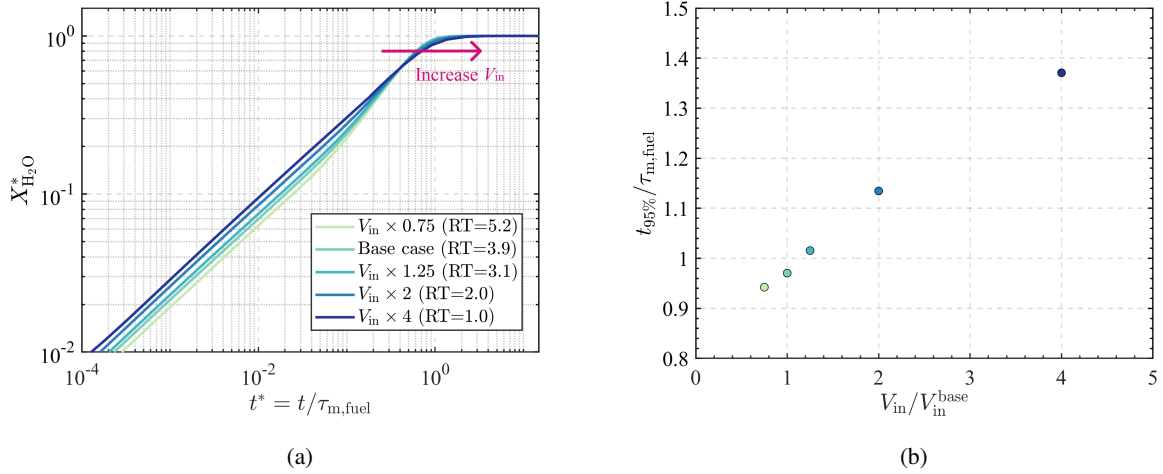 10^0
10^-1
10^-2
X*_H2O
Increase V_in
V_in × 0.75 (RT=5.2)
Base case (RT=3.9)
V_in × 1.25 (RT=3.1)
V_in × 2 (RT=2.0)
V_in × 4 (RT=1.0)
10^-4 10^-2 10^0
t* = t/τ_m,fuel
(a)
1.5
1.4
1.3
1.2
1.1
1
0.9
0.8
t_95%/τ_m,fuel
0 1 2 3 4 5
V_in/V_in^base
(b)